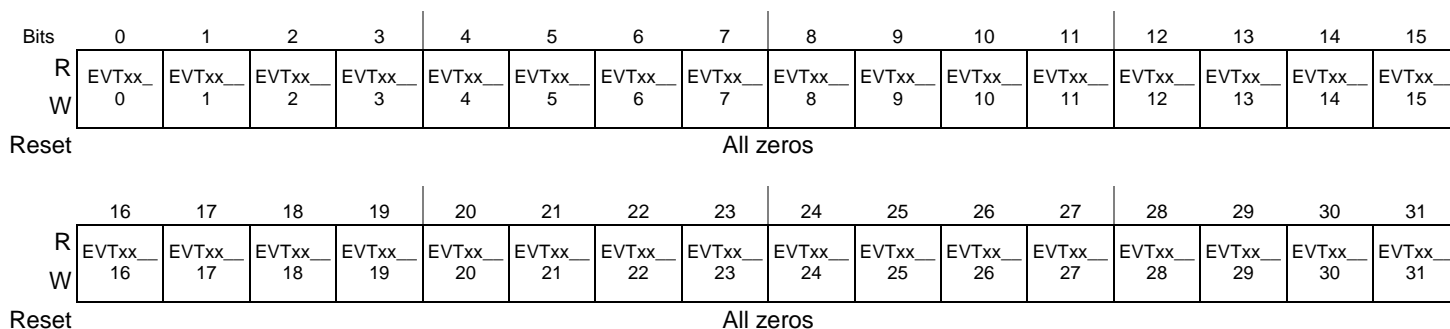 Bits 0 1 2 3 4 5 6 7 8 9 10 11 12 13 14 15
R EVTxx_ EVTxx__ EVTxx__ EVTxx__ EVTxx__ EVTxx__ EVTxx__ EVTxx__ EVTxx__ EVTxx__ EVTxx__ EVTxx__ EVTxx__ EVTxx__ EVTxx__ EVTxx__
W 0 1 2 3 4 5 6 7 8 9 10 11 12 13 14 15
Reset All zeros
16 17 18 19 20 21 22 23 24 25 26 27 28 29 30 31
R EVTxx__ EVTxx__ EVTxx__ EVTxx__ EVTxx__ EVTxx__ EVTxx__ EVTxx__ EVTxx__ EVTxx__ EVTxx__ EVTxx__ EVTxx__ EVTxx__ EVTxx__ EVTxx__
W 16 17 18 19 20 21 22 23 24 25 26 27 28 29 30 31
Reset All zeros